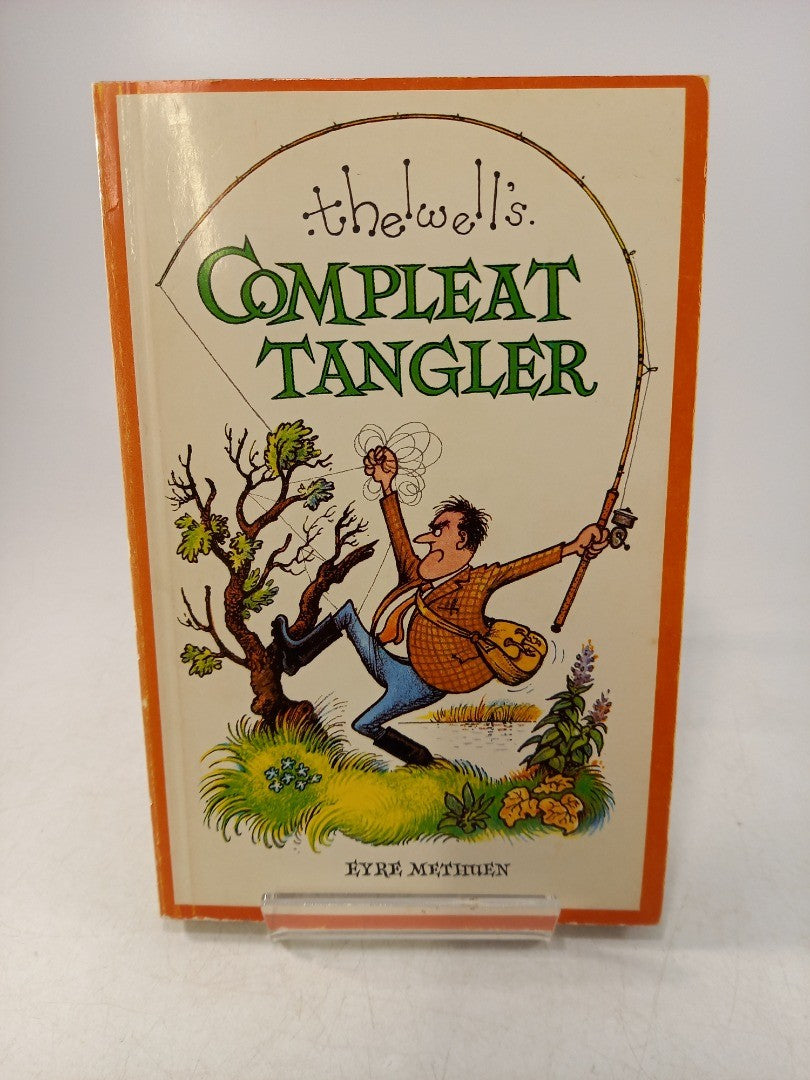 thelwell's.
COMPLEAT
TANGLER
EYRE METHUEN